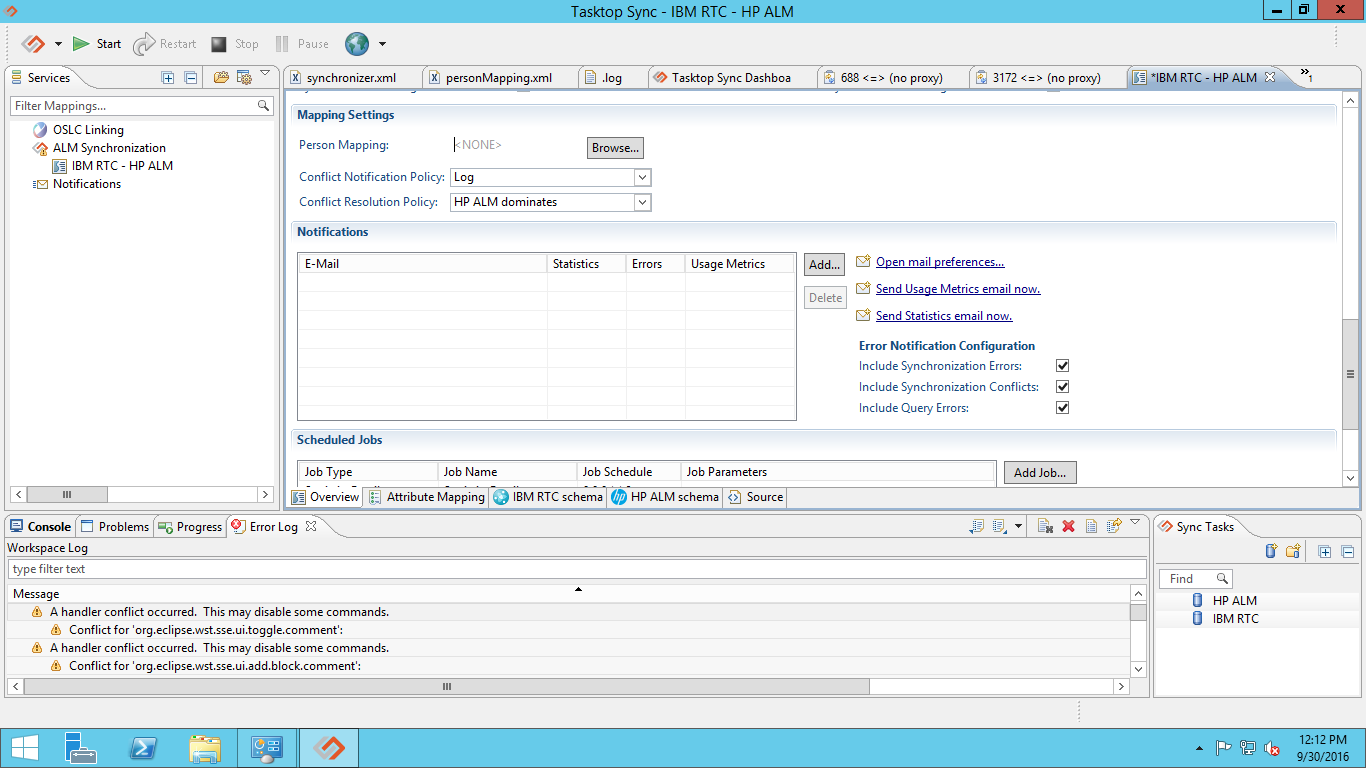 Tasktop Sync - IBM RTC - HP ALM
Start Restart Stop Pause
Services
Filter Mappings...
OSLC Linking
ALM Synchronization
IBM RTC - HP ALM
Notifications
synchronizer.xml personMapping.xml .log Tasktop Sync Dashboa 688 <=> (no proxy) 3172 <=> (no proxy) *IBM RTC - HP ALM »1
Mapping Settings
Person Mapping: <NONE> Browse...
Conflict Notification Policy: Log
Conflict Resolution Policy: HP ALM dominates
Notifications
E-Mail Statistics Errors Usage Metrics
Add...
Delete
Open mail preferences...
Send Usage Metrics email now.
Send Statistics email now.
Error Notification Configuration
Include Synchronization Errors:
Include Synchronization Conflicts:
Include Query Errors:
Scheduled Jobs
Job Type Job Name Job Schedule Job Parameters
Add Job...
Overview Attribute Mapping IBM RTC schema HP ALM schema Source
Console Problems Progress Error Log
Workspace Log
type filter text
Message
A handler conflict occurred. This may disable some commands.
Conflict for 'org.eclipse.wst.sse.ui.toggle.comment':
A handler conflict occurred. This may disable some commands.
Conflict for 'org.eclipse.wst.sse.ui.add.block.comment':
Sync Tasks
Find
HP ALM
IBM RTC
12:12 PM
9/30/2016